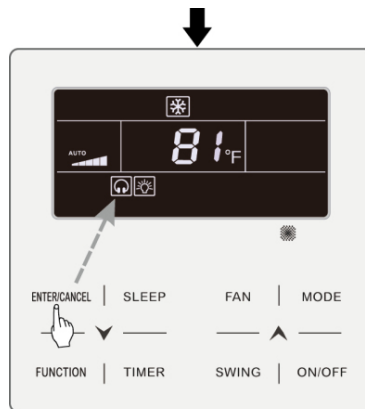 AUTO
81°F
ENTER/CANCEL SLEEP FAN MODE
FUNCTION TIMER SWING ON/OFF